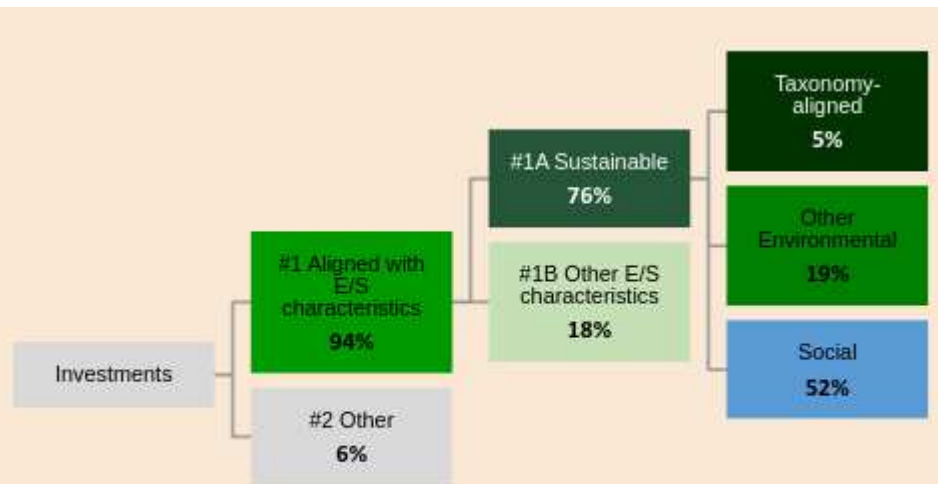 Investments
#1 Aligned with
E/S
characteristics
94%
#2 Other
6%
#1A Sustainable
76%
#1B Other E/S
characteristics
18%
Taxonomy-
aligned
5%
Other
Environmental
19%
Social
52%